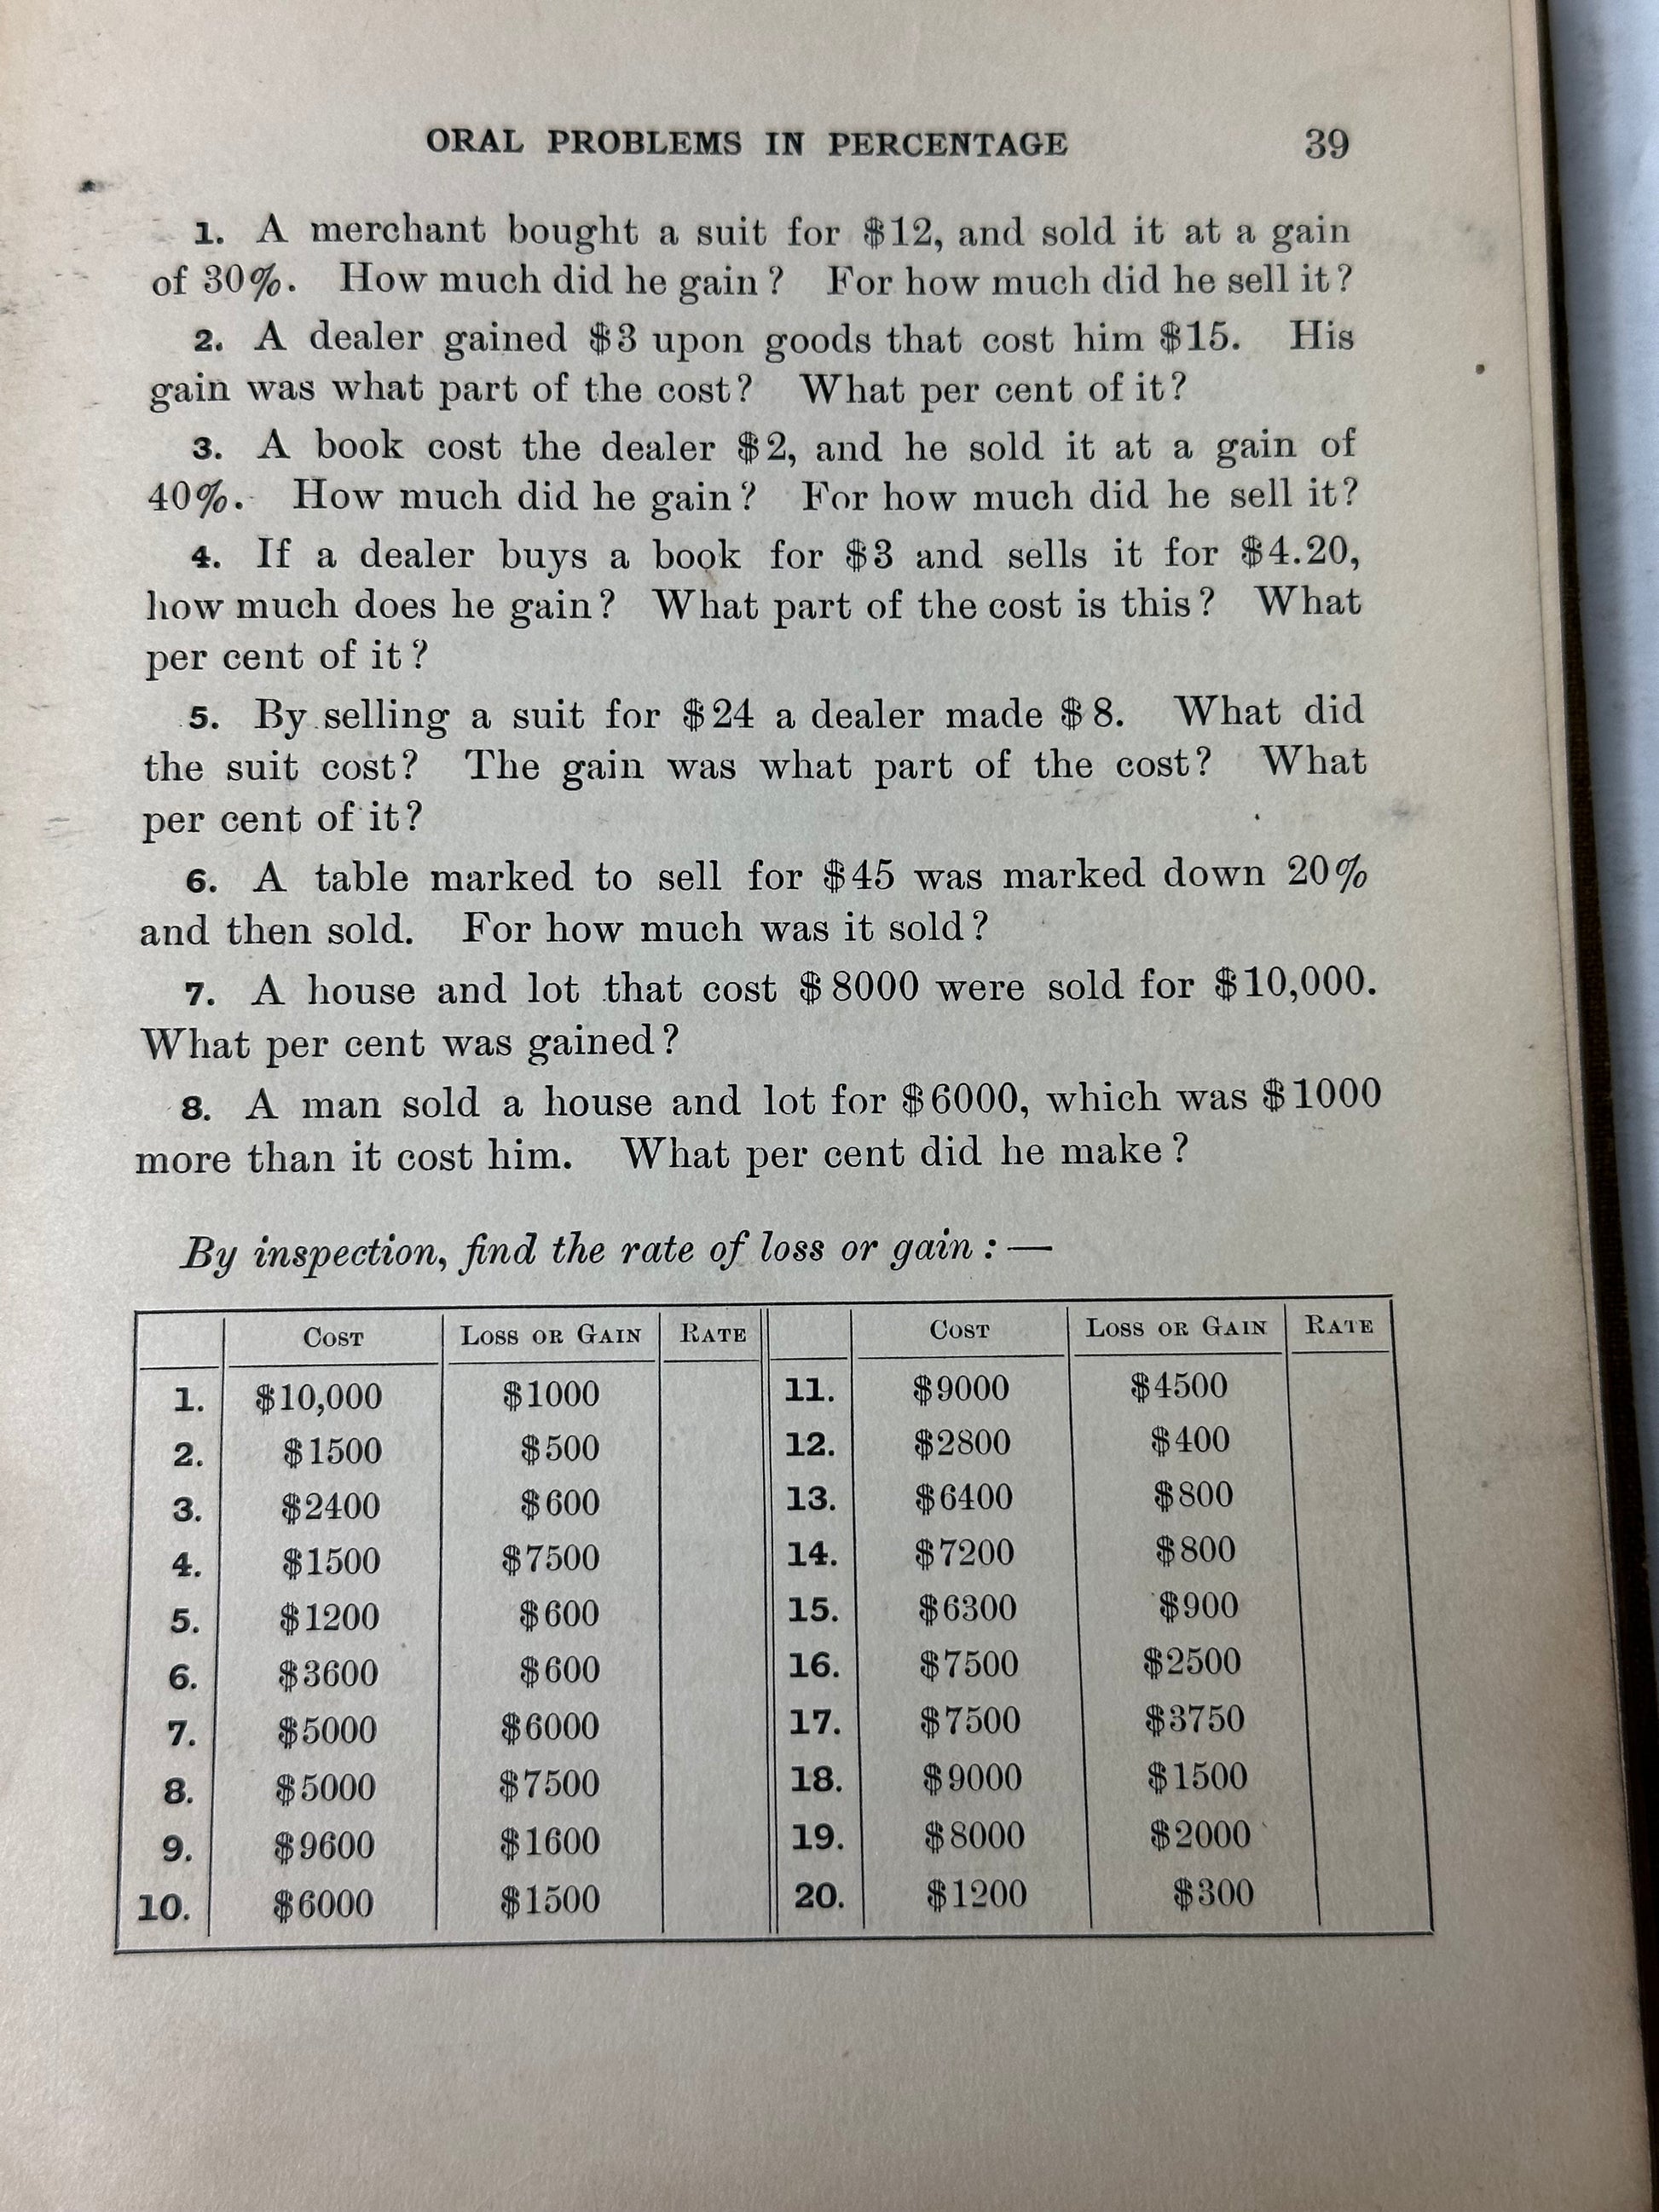 ORAL PROBLEMS IN PERCENTAGE 39
1. A merchant bought a suit for $12, and sold it at a gain
of 30%. How much did he gain? For how much did he sell it?
2. A dealer gained $3 upon goods that cost him $15. His
gain was what part of the cost? What per cent of it?
3. A book cost the dealer $2, and he sold it at a gain of
40%. How much did he gain? For how much did he sell it?
4. If a dealer buys a book for $3 and sells it for $4.20,
how much does he gain? What part of the cost is this? What
per cent of it?
5. By selling a suit for $24 a dealer made $8. What did
the suit cost? The gain was what part of the cost? What
per cent of it?
6. A table marked to sell for $45 was marked down 20%
and then sold. For how much was it sold?
7. A house and lot that cost $8000 were sold for $10,000.
What per cent was gained?
8. A man sold a house and lot for $6000, which was $1000
more than it cost him. What per cent did he make?
By inspection, find the rate of loss or gain: —
COST LOSS OR GAIN RATE COST LOSS OR GAIN RATE
1. $10,000 $1000 11. $9000 $4500
2. $1500 $500 12. $2800 $400
3. $2400 $600 13. $6400 $800
4. $1500 $7500 14. $7200 $800
5. $1200 $600 15. $6300 $900
6. $3600 $600 16. $7500 $2500
7. $5000 $6000 17. $7500 $3750
8. $5000 $7500 18. $9000 $1500
9. $9600 $1600 19. $8000 $2000
10. $6000 $1500 20. $1200 $300